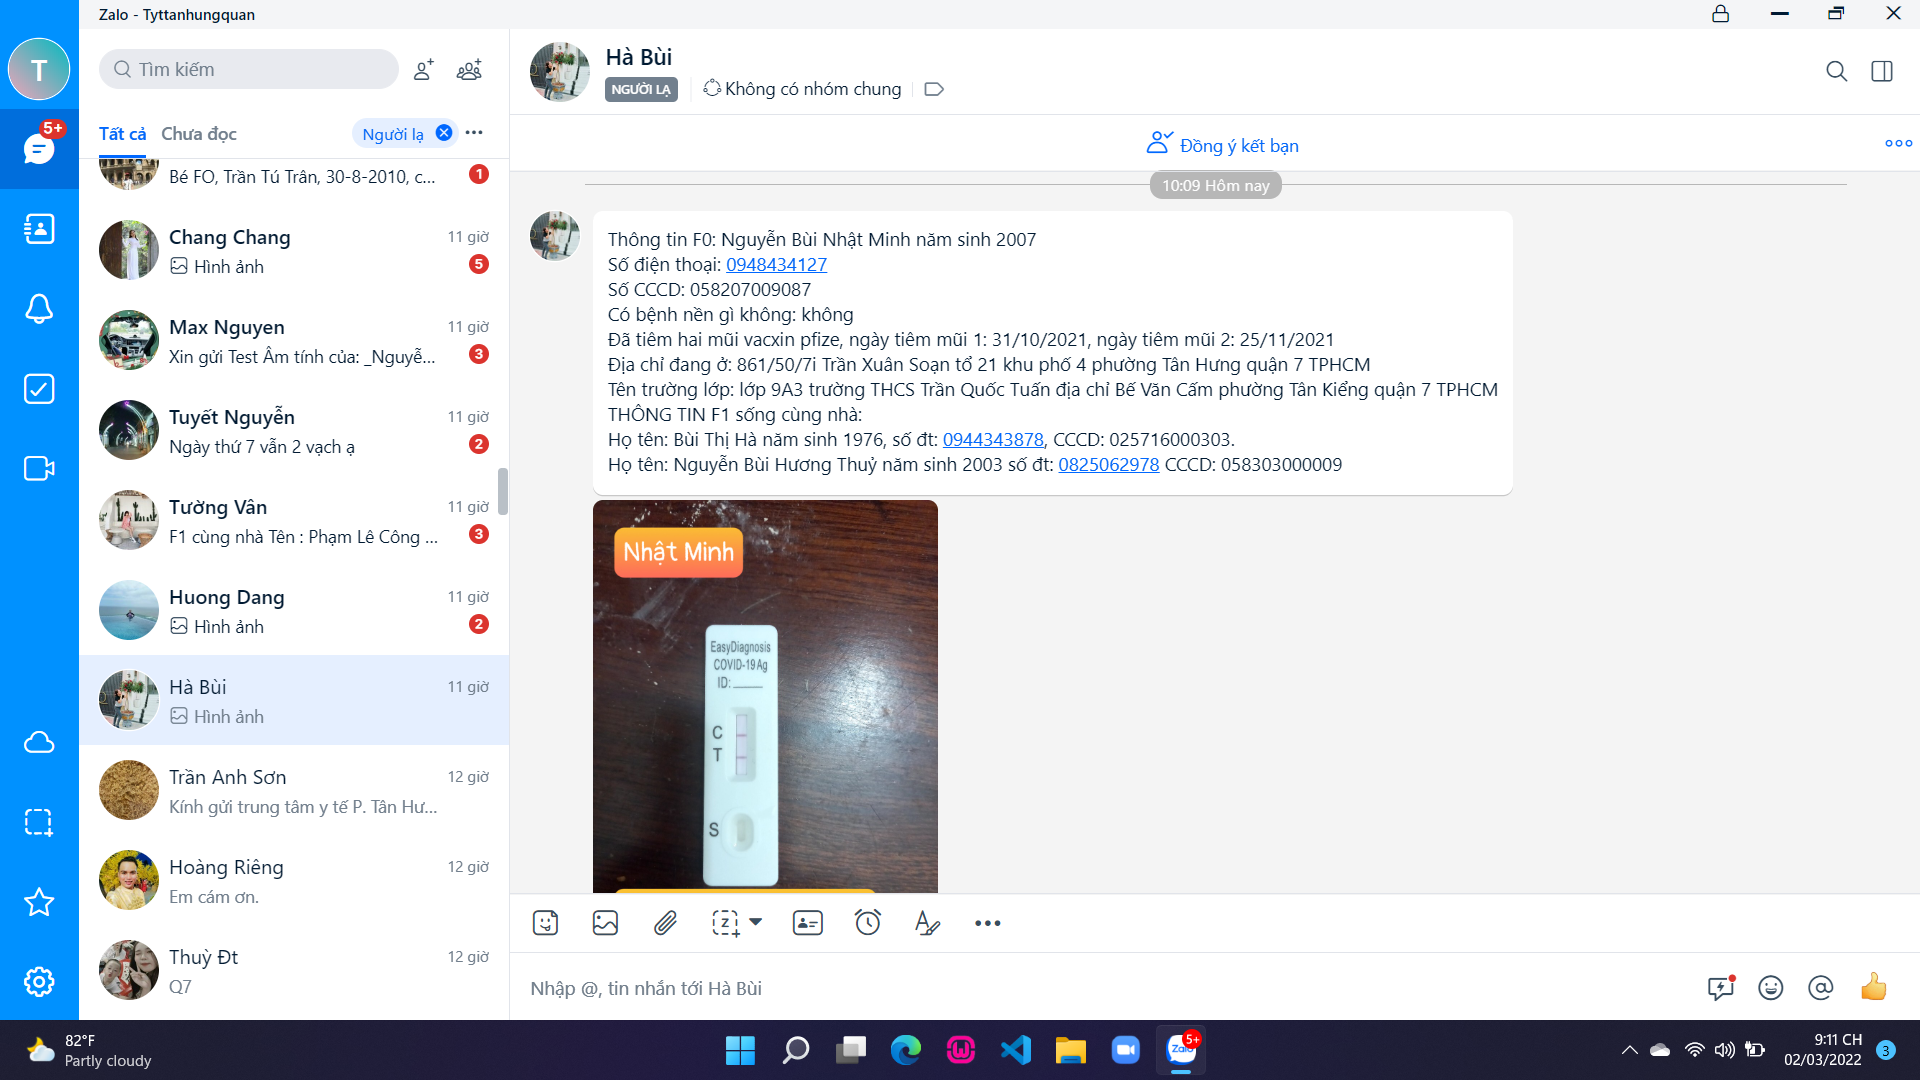 Zalo - Tyttanhungquan
T
Tìm kiếm
5+
Tất cả
Chưa đọc
Người lạ
Bé FO, Trần Tú Trân, 30-8-2010, c...
1
Chang Chang
11 giờ
Hình ảnh
5
Max Nguyen
11 giờ
Xin gửi Test Âm tính của: _Nguyễ...
3
Tuyết Nguyễn
11 giờ
Ngày thứ 7 vẫn 2 vạch ạ
2
Tường Vân
11 giờ
F1 cùng nhà Tên : Phạm Lê Công ...
3
Huong Dang
11 giờ
Hình ảnh
2
Hà Bùi
11 giờ
Hình ảnh
Trần Anh Sơn
12 giờ
Kính gửi trung tâm y tế P. Tân Hư...
Hoàng Riêng
12 giờ
Em cám ơn.
Thuỳ Đt
12 giờ
Q7
Hà Bùi
NGƯỜI LẠ
Không có nhóm chung
Đồng ý kết bạn
10:09 Hôm nay
Thông tin F0: Nguyễn Bùi Nhật Minh năm sinh 2007
Số điện thoại: 0948434127
Số CCCD: 058207009087
Có bệnh nền gì không: không
Đã tiêm hai mũi vacxin pfize, ngày tiêm mũi 1: 31/10/2021, ngày tiêm mũi 2: 25/11/2021
Địa chỉ đang ở: 861/50/7i Trần Xuân Soạn tổ 21 khu phố 4 phường Tân Hưng quận 7 TPHCM
Tên trường lớp: lớp 9A3 trường THCS Trần Quốc Tuấn địa chỉ Bế Văn Cấm phường Tân Kiểng quận 7 TPHCM
THÔNG TIN F1 sống cùng nhà:
Họ tên: Bùi Thị Hà năm sinh 1976, số đt: 0944343878, CCCD: 025716000303.
Họ tên: Nguyễn Bùi Hương Thuỷ năm sinh 2003 số đt: 0825062978 CCCD: 058303000009
Nhật Minh
EasyDiagnosis
COVID-19 Ag
ID:_____
C
T
S
Nhập @, tin nhắn tới Hà Bùi
82°F
Partly cloudy
Zalo
5+
9:11 CH
02/03/2022
3